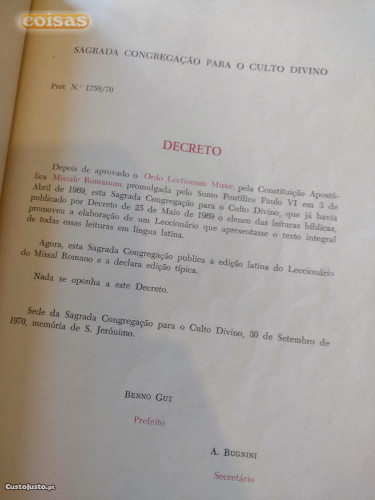 coisas
SAGRADA CONGREGAÇÃO PARA O CULTO DIVINO
Prot. N.º 1758/70
DECRETO
Depois de aprovado o Ordo Lectionum Missae, pela Constituição Apostó-
lica Missale Romanum, promulgada pelo Sumo Pontífice Paulo VI em 3 de
Abril de 1969, esta Sagrada Congregação para o Culto Divino, que já havia
publicado por Decreto de 25 de Maio de 1969 o elenco das leituras bíblicas,
promoveu a elaboração de um Leccionário que apresentasse o texto integral
de todas essas leituras em língua latina.
Agora, esta Sagrada Congregação publica a edição latina do Leccionário
do Missal Romano e a declara edição típica.
Nada se oponha a este Decreto.
Sede da Sagrada Congregação para o Culto Divino, 30 de Setembro de
1970, memória de S. Jerónimo.
BENNO GUT
Prefeito
A. BUGNINI
Secretário
CustoJusto.pt